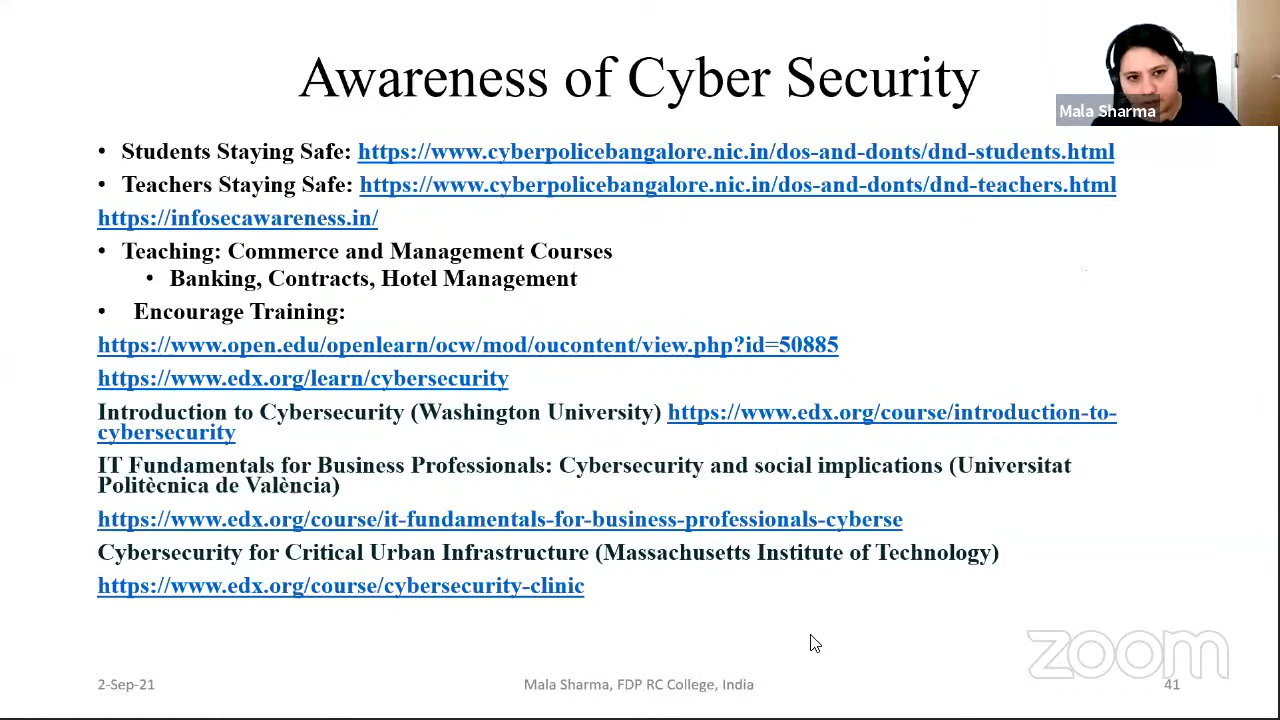 Awareness of Cyber Security
Mala Sharma
• Students Staying Safe: https://www.cyberpolicebangalore.nic.in/dos-and-donts/dnd-students.html
• Teachers Staying Safe: https://www.cyberpolicebangalore.nic.in/dos-and-donts/dnd-teachers.html
https://infosecawareness.in/
• Teaching: Commerce and Management Courses
• Banking, Contracts, Hotel Management
• Encourage Training:
https://www.open.edu/openlearn/ocw/mod/oucontent/view.php?id=50885
https://www.edx.org/learn/cybersecurity
Introduction to Cybersecurity (Washington University) https://www.edx.org/course/introduction-to-
cybersecurity
IT Fundamentals for Business Professionals: Cybersecurity and social implications (Universitat
Politècnica de València)
https://www.edx.org/course/it-fundamentals-for-business-professionals-cyberse
Cybersecurity for Critical Urban Infrastructure (Massachusetts Institute of Technology)
https://www.edx.org/course/cybersecurity-clinic
zoom
2-Sep-21
Mala Sharma, FDP RC College, India
41